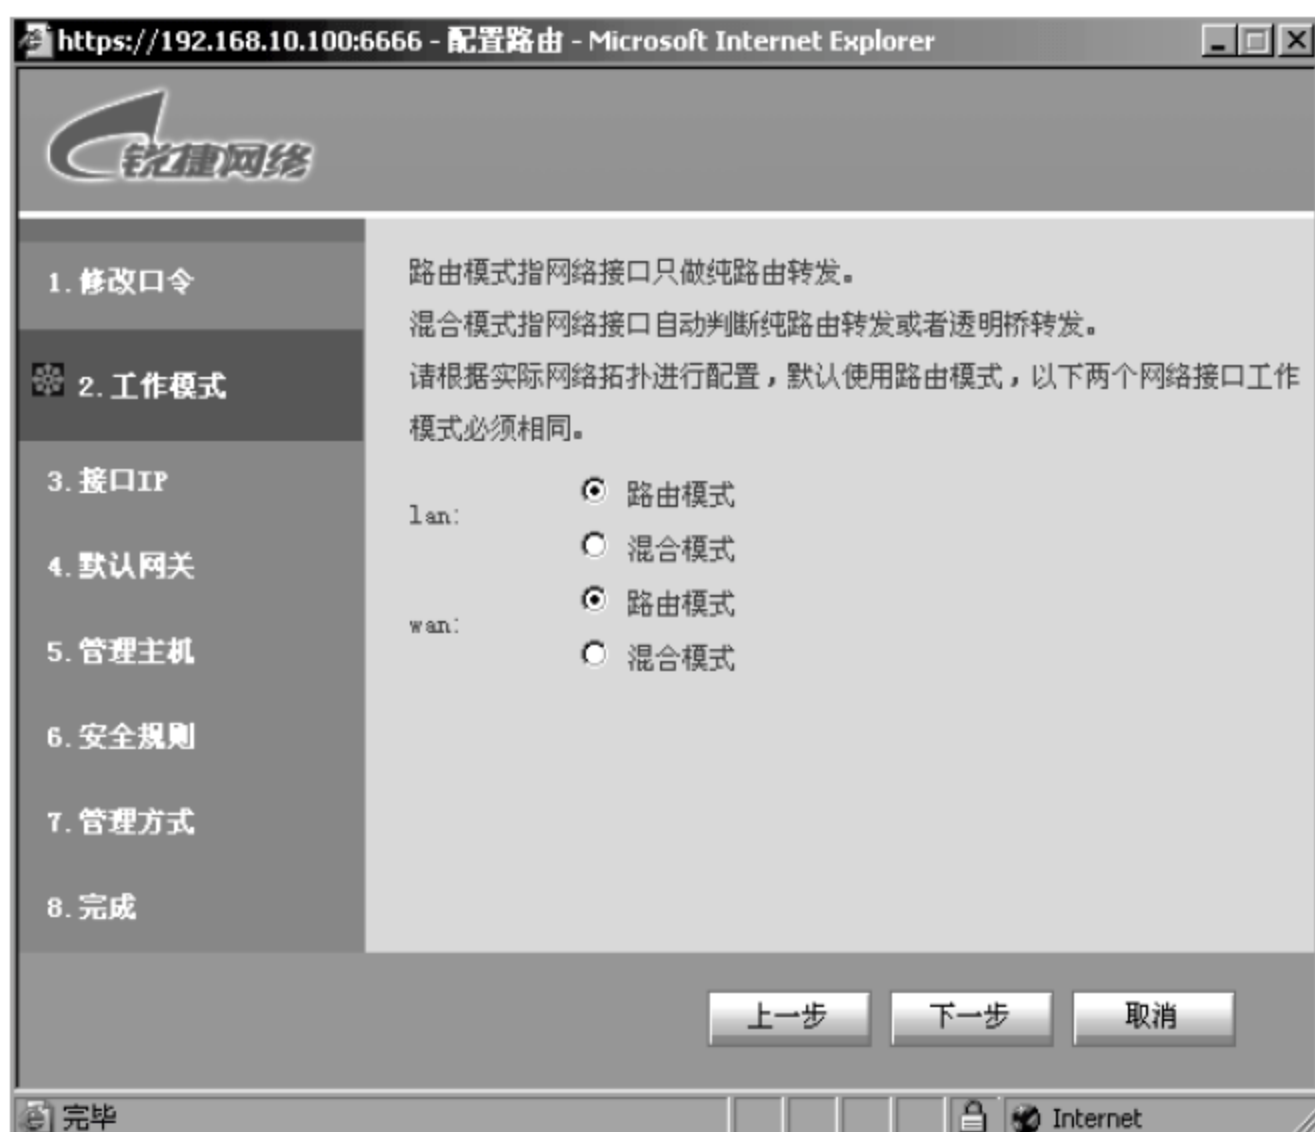 https://192.168.10.100:6666 - 配置路由 - Microsoft Internet Explorer
锐捷网络
1.修改口令
2.工作模式
3.接口IP
4.默认网关
5.管理主机
6.安全规则
7.管理方式
8.完成
路由模式指网络接口只做纯路由转发。
混合模式指网络接口自动判断纯路由转发或者透明桥转发。
请根据实际网络拓扑进行配置，默认使用路由模式，以下两个网络接口工作
模式必须相同。
lan:
路由模式
混合模式
wan:
路由模式
混合模式
上一步
下一步
取消
完毕
Internet